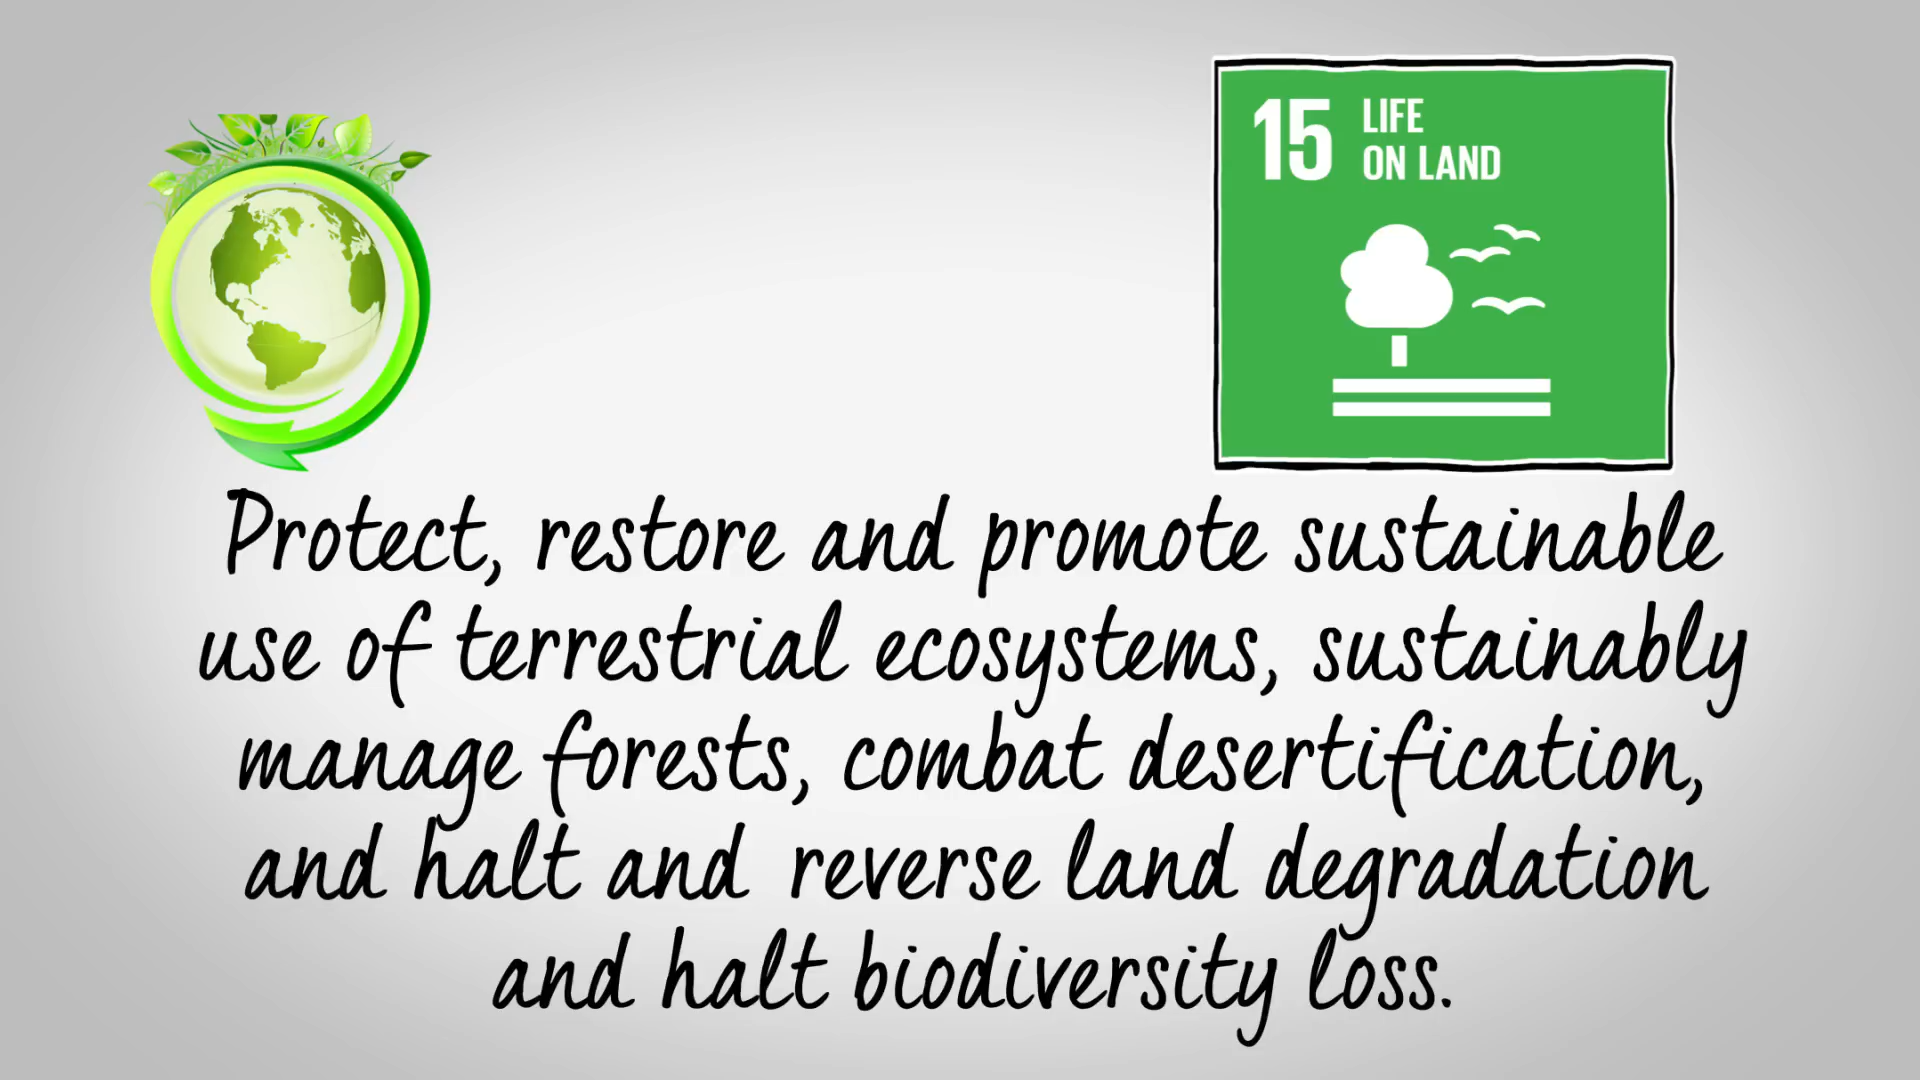 15 LIFE
ON LAND
Protect, restore and promote sustainable
use of terrestrial ecosystems, sustainably
manage forests, combat desertification,
and halt and reverse land degradation
and halt biodiversity loss.